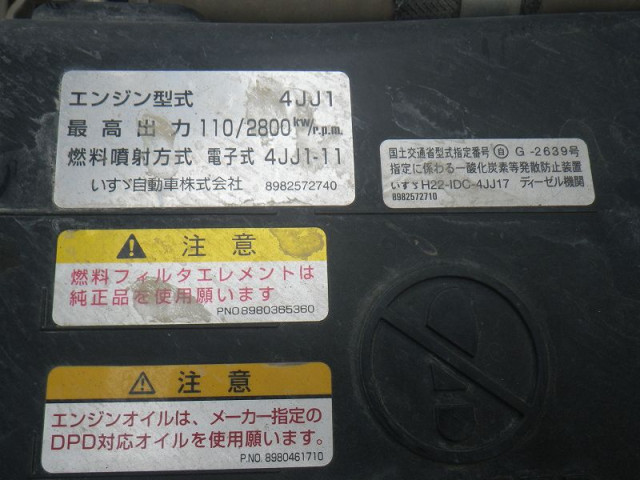 エンジン型式 4JJ1
最高出力 110/2800kw/r.p.m.
燃料噴射方式 電子式 4JJ1-11
いすゞ自動車株式会社 8982572740
国土交通省型式指定番号 自 G-2639号
指定に係わる一酸化炭素等発散防止装置
いすゞH22-IDC-4JJ17 ディーゼル機関
8982572710
注意
燃料フィルタエレメントは
純正品を使用願います
P.NO.8980365360
注意
エンジンオイルは、メーカー指定の
DPD対応オイルを使用願います。
P.NO. 8980461710